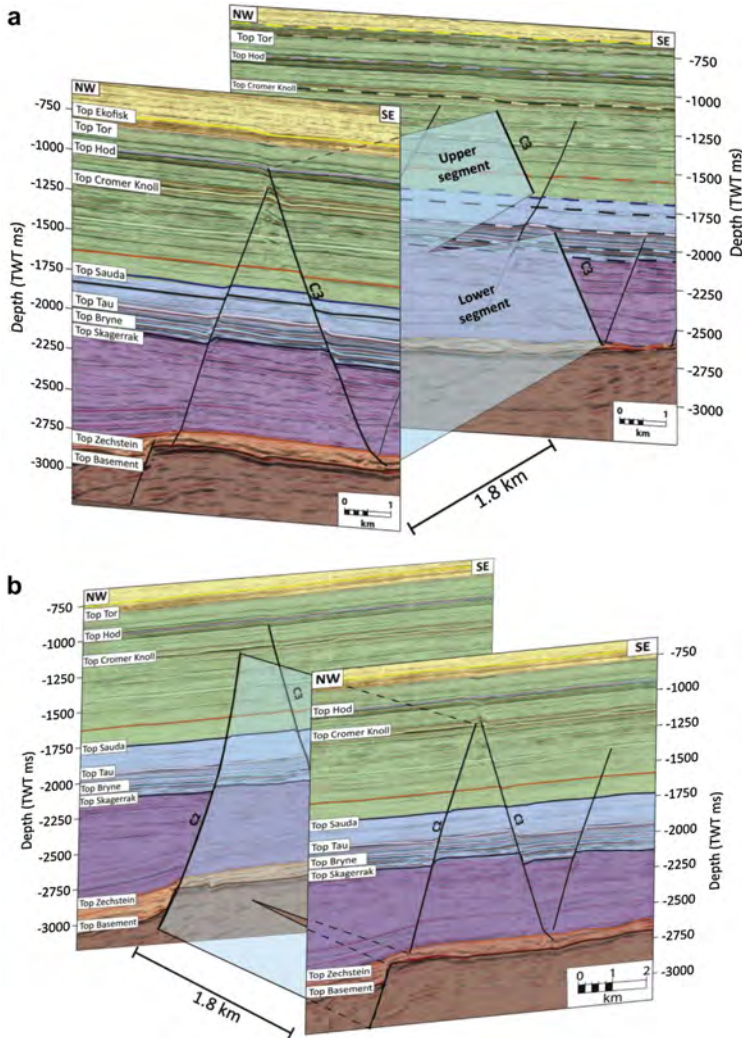 a
NW
Top Tor
Top Hod
Top Cromer Knoll
SE
-750
-1000
-1250
-1500
-1750
-2000
-2250
-2500
-2750
-3000
C3
Upper segment
Lower segment
C3
0 1
km
NW
SE
-750
-1000
-1250
-1500
-1750
-2000
-2250
-2500
-2750
-3000
Depth (TWT ms)
Depth (TWT ms)
Top Ekofisk
Top Tor
Top Hod
Top Cromer Knoll
Top Sauda
Top Tau
Top Bryne
Top Skagerrak
Top Zechstein
Top Basement
C3
0 1
km
1.8 km
b
NW
SE
-750
-1000
-1250
-1500
-1750
-2000
-2250
-2500
-2750
-3000
Depth (TWT ms)
Top Tor
Top Hod
Top Cromer Knoll
Top Sauda
Top Tau
Top Bryne
Top Skagerrak
Top Zechstein
Top Basement
1.8 km
NW
SE
Top Hod
Top Cromer Knoll
Top Sauda
Top Tau
Top Bryne
Top Skagerrak
Top Zechstein
Top Basement
-750
-1000
-1250
-1500
-1750
-2000
-2250
-2500
-2750
-3000
Depth (TWT ms)
0 1 2
km